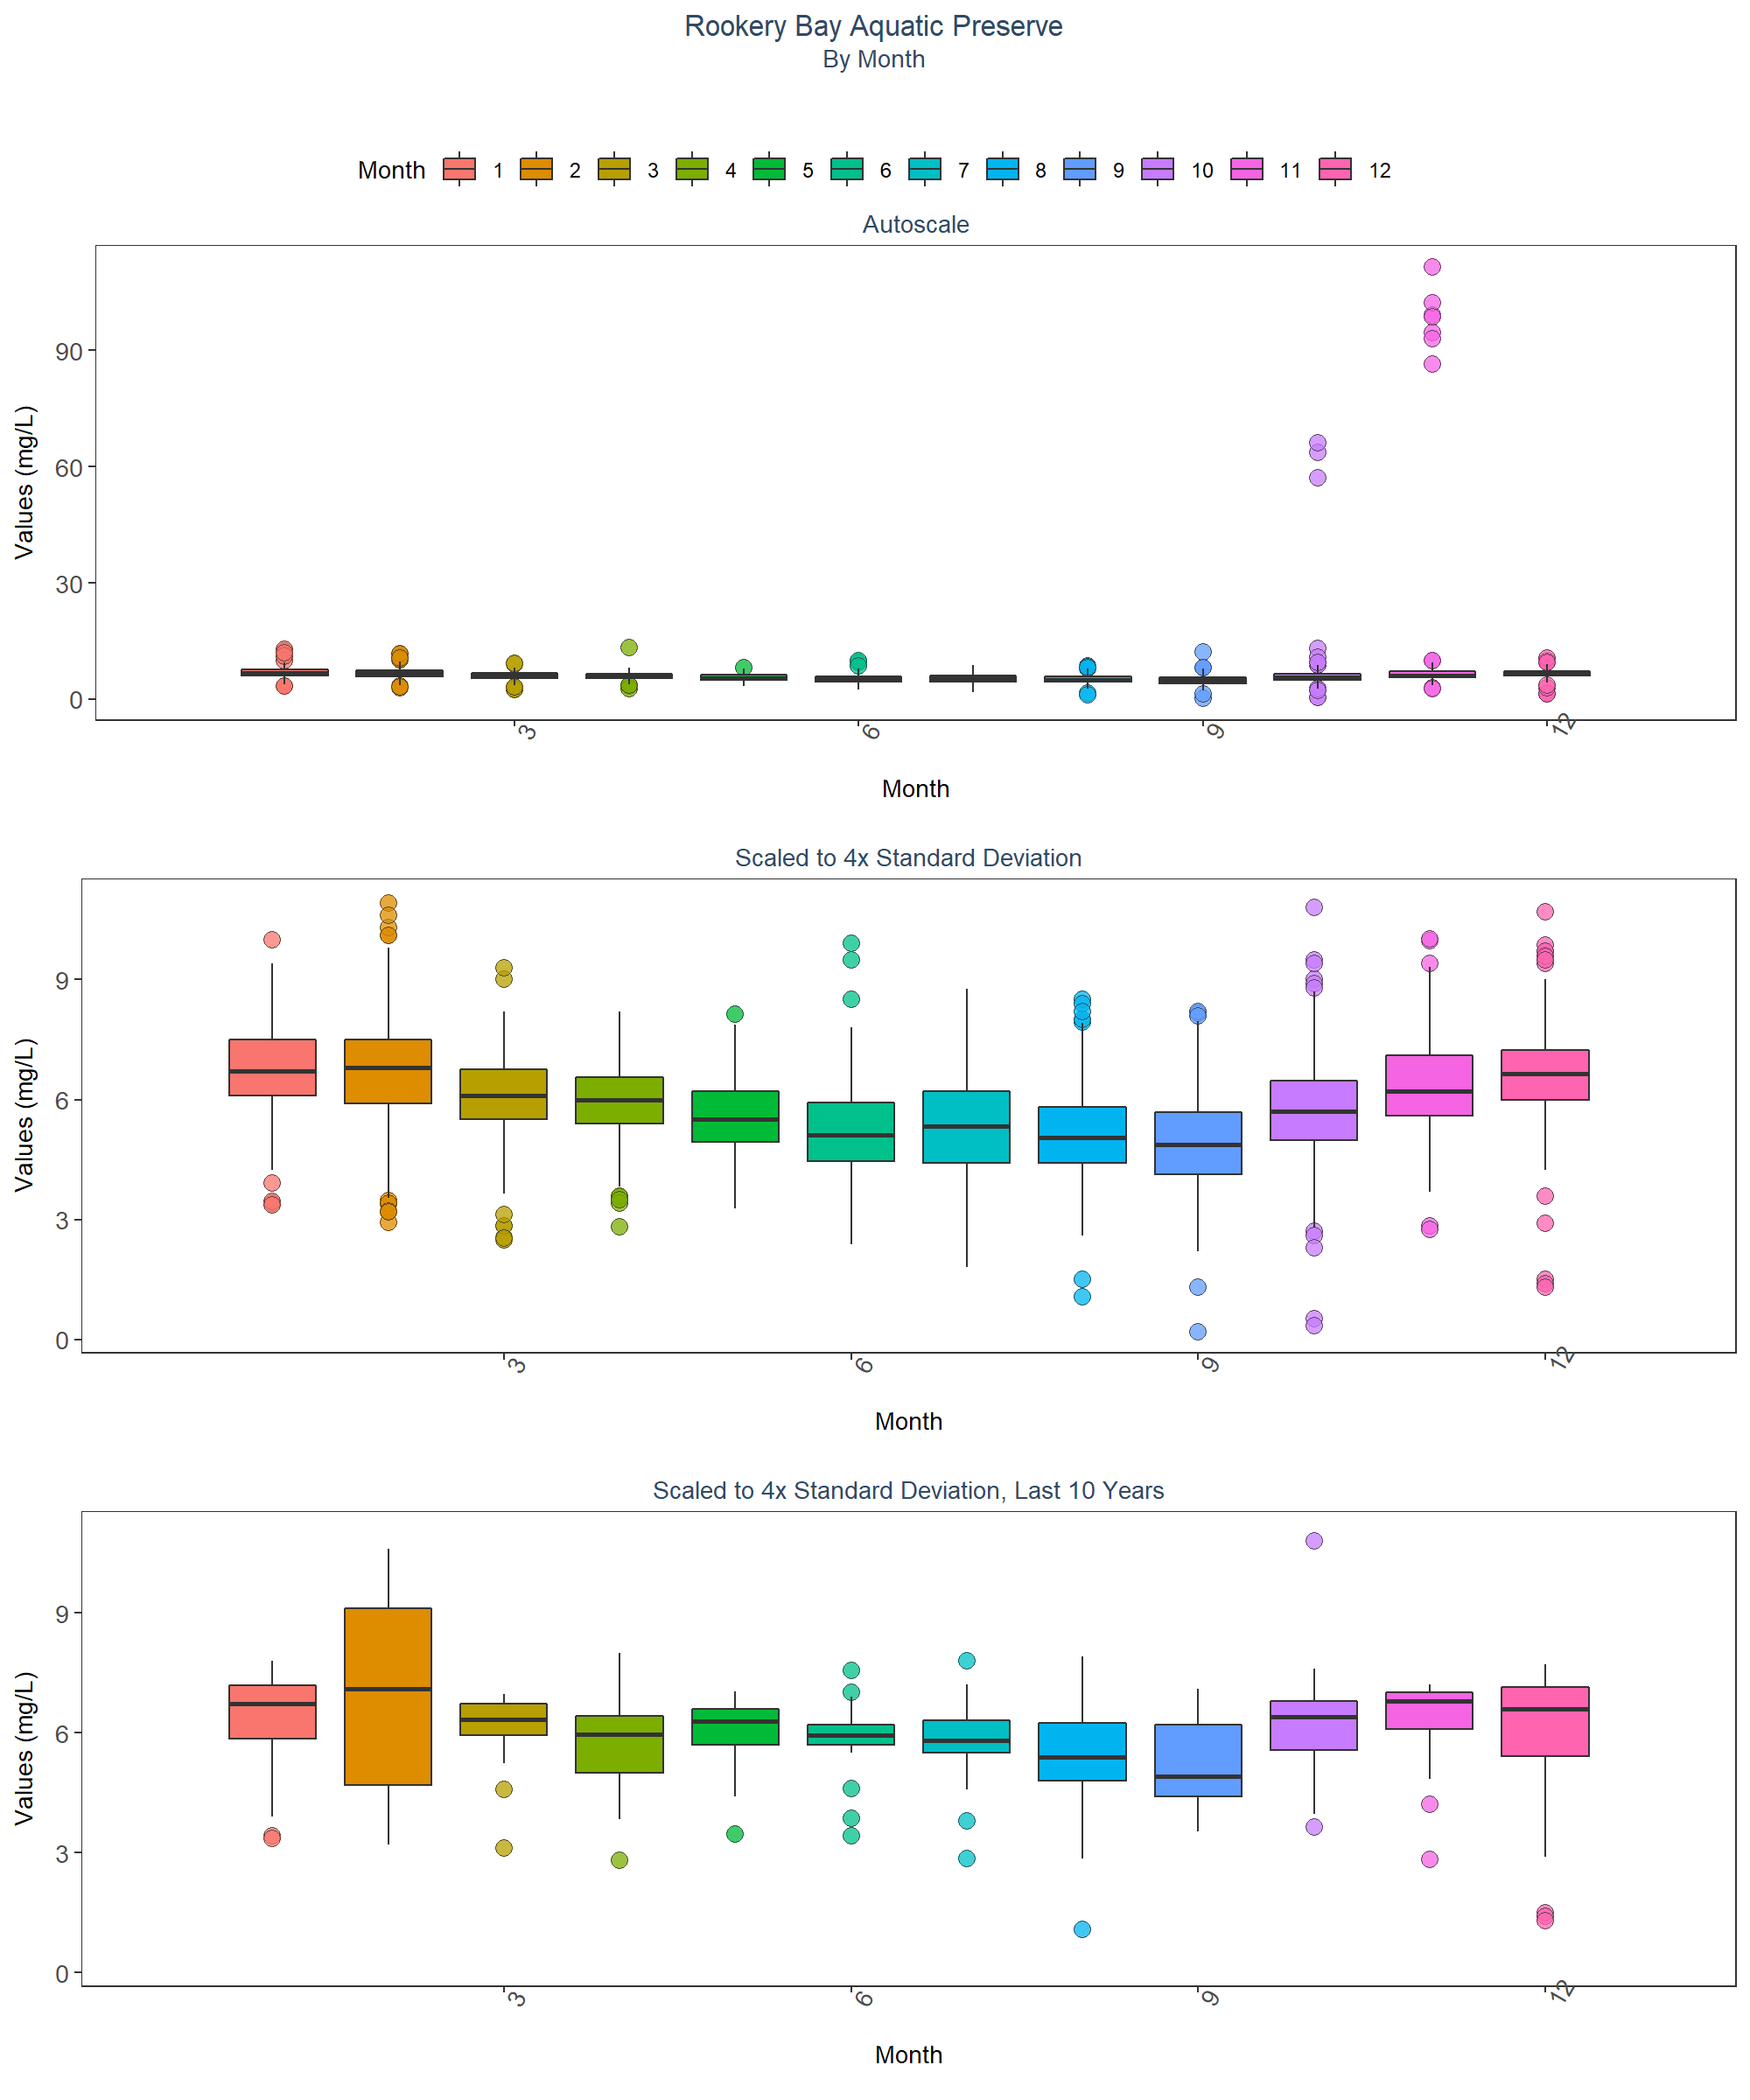 Rookery Bay Aquatic Preserve
By Month
Month 1 2 3 4 5 6 7 8 9 10 11 12
Autoscale
Values (mg/L)
90
60
30
0
3 6 9 12
Month
Scaled to 4x Standard Deviation
Values (mg/L)
9
6
3
0
3 6 9 12
Month
Scaled to 4x Standard Deviation, Last 10 Years
Values (mg/L)
9
6
3
0
3 6 9 12
Month